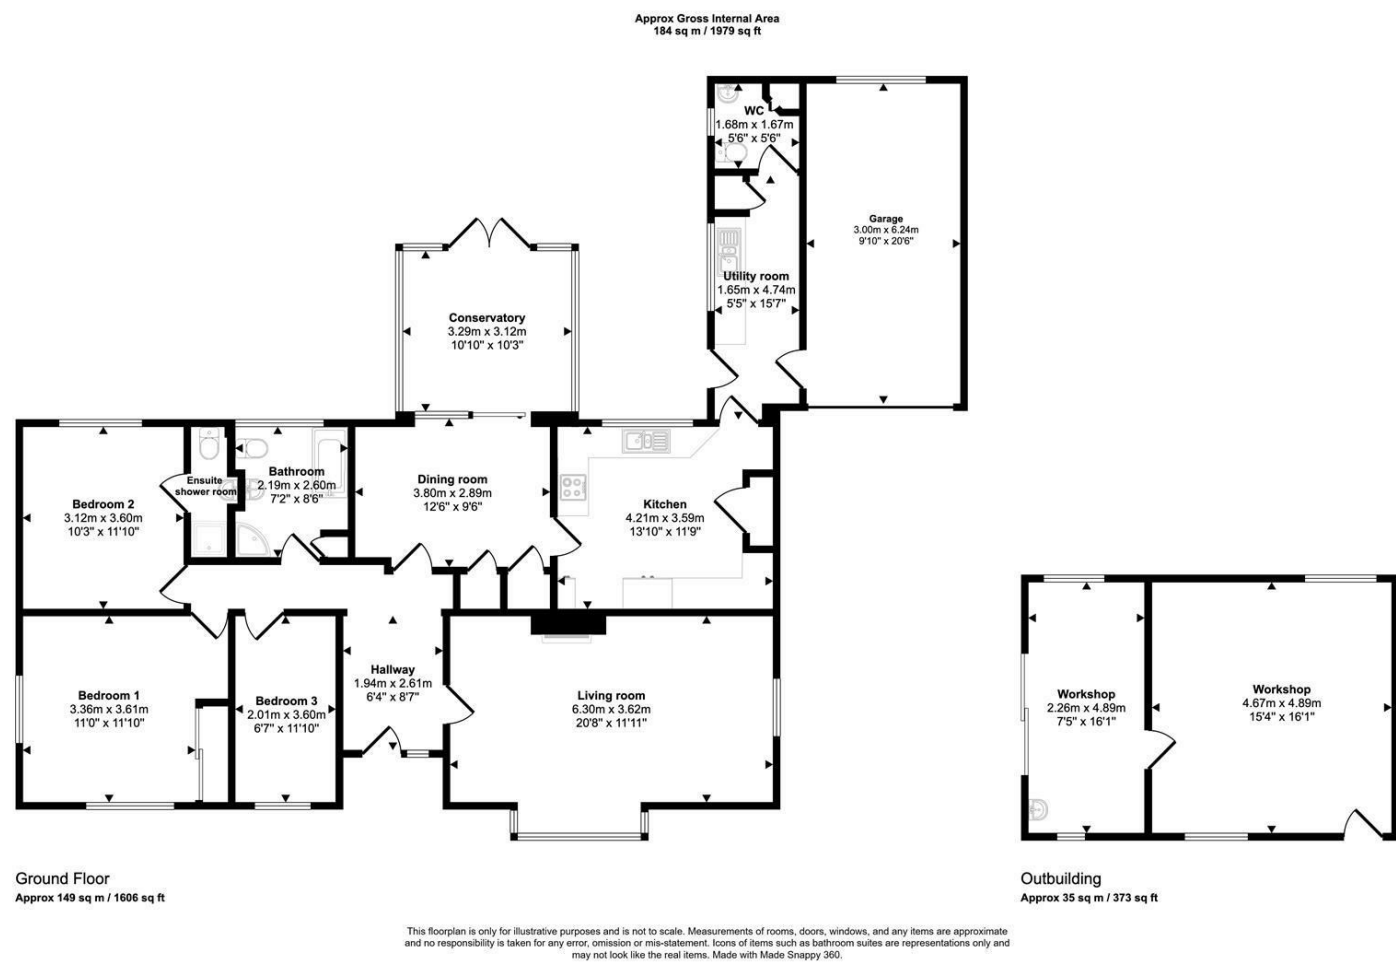 Approx Gross Internal Area
184 sq m / 1979 sq ft
WC
1.68m x 1.67m
5'6" x 5'6"
Garage
3.00m x 6.24m
9'10" x 20'6"
Utility room
1.65m x 4.74m
5'5" x 15'7"
Conservatory
3.29m x 3.12m
10'10" x 10'3"
Bedroom 2
3.12m x 3.60m
10'3" x 11'10"
Ensuite
shower room
Bathroom
2.19m x 2.60m
7'2" x 8'6"
Dining room
3.80m x 2.89m
12'6" x 9'6"
Kitchen
4.21m x 3.59m
13'10" x 11'9"
Bedroom 1
3.36m x 3.61m
11'0" x 11'10"
Bedroom 3
2.01m x 3.60m
6'7" x 11'10"
Hallway
1.94m x 2.61m
6'4" x 8'7"
Living room
6.30m x 3.62m
20'8" x 11'11"
Workshop
2.26m x 4.89m
7'5" x 16'1"
Workshop
4.67m x 4.89m
15'4" x 16'1"
Ground Floor
Approx 149 sq m / 1606 sq ft
Outbuilding
Approx 35 sq m / 373 sq ft
This floorplan is only for illustrative purposes and is not to scale. Measurements of rooms, doors, windows, and any items are approximate
and no responsibility is taken for any error, omission or mis-statement. Icons of items such as bathroom suites are representations only and
may not look like the real items. Made with Made Snappy 360.